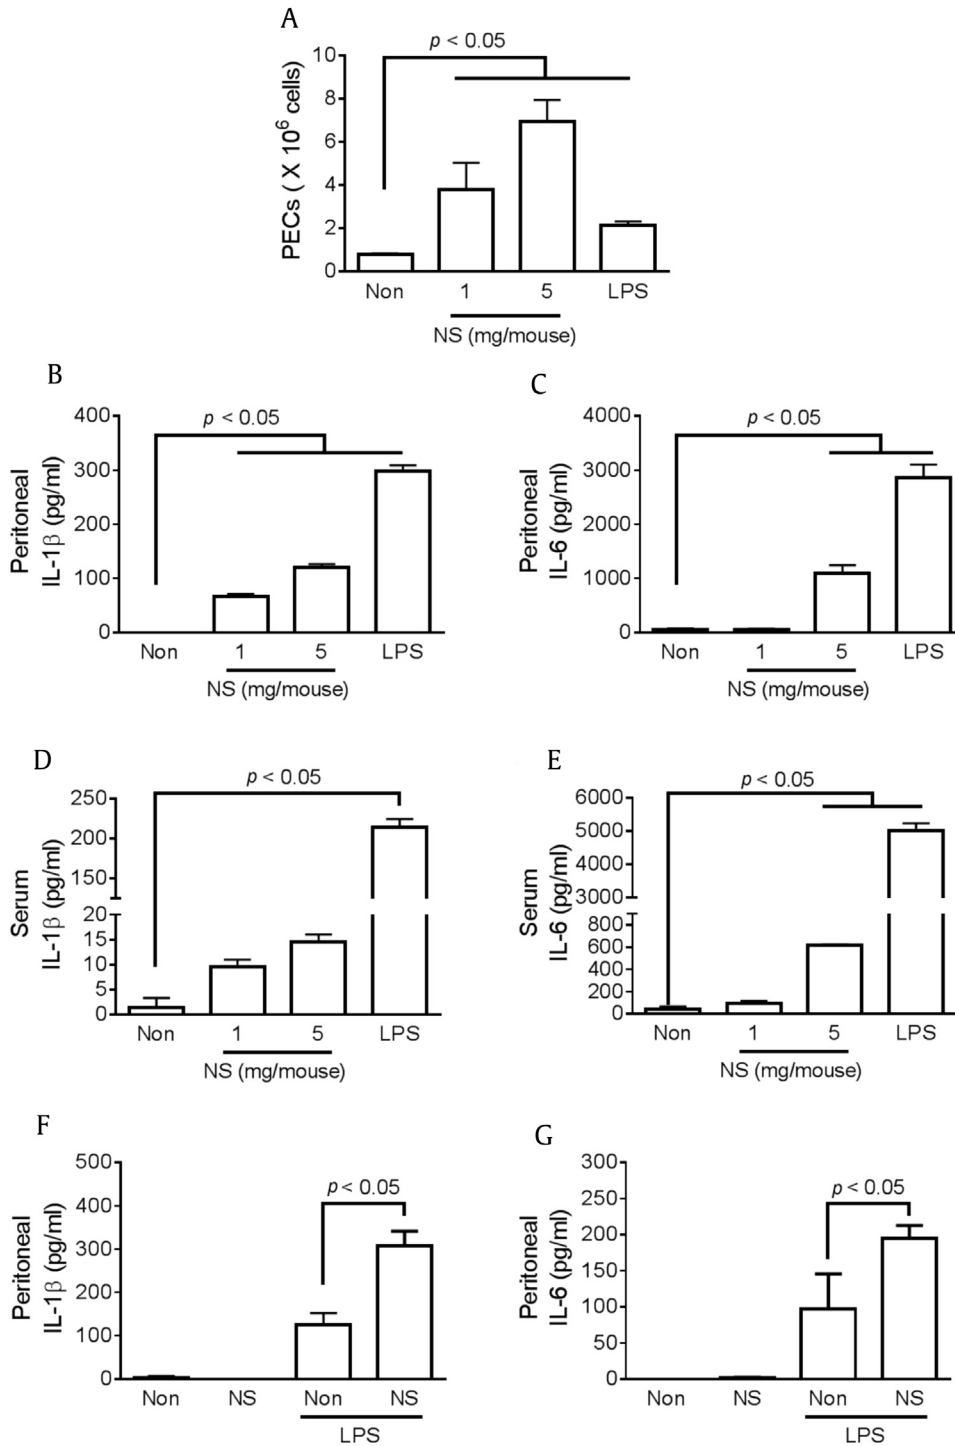 A
p < 0.05
PECs ( X 10⁶ cells)
10
8
6
4
2
0
Non 1 5 LPS
NS (mg/mouse)
B
p < 0.05
Peritoneal
IL-1β (pg/ml)
400
300
200
100
0
Non 1 5 LPS
NS (mg/mouse)
C
p < 0.05
Peritoneal
IL-6 (pg/ml)
4000
3000
2000
1000
0
Non 1 5 LPS
NS (mg/mouse)
D
p < 0.05
Serum
IL-1β (pg/ml)
250
200
150
20
15
10
5
0
Non 1 5 LPS
NS (mg/mouse)
E
p < 0.05
Serum
IL-6 (pg/ml)
6000
5000
4000
3000
800
600
400
200
0
Non 1 5 LPS
NS (mg/mouse)
F
p < 0.05
Peritoneal
IL-1β (pg/ml)
500
400
300
200
100
0
Non NS Non NS
LPS
G
p < 0.05
Peritoneal
IL-6 (pg/ml)
300
250
200
150
100
50
0
Non NS Non NS
LPS